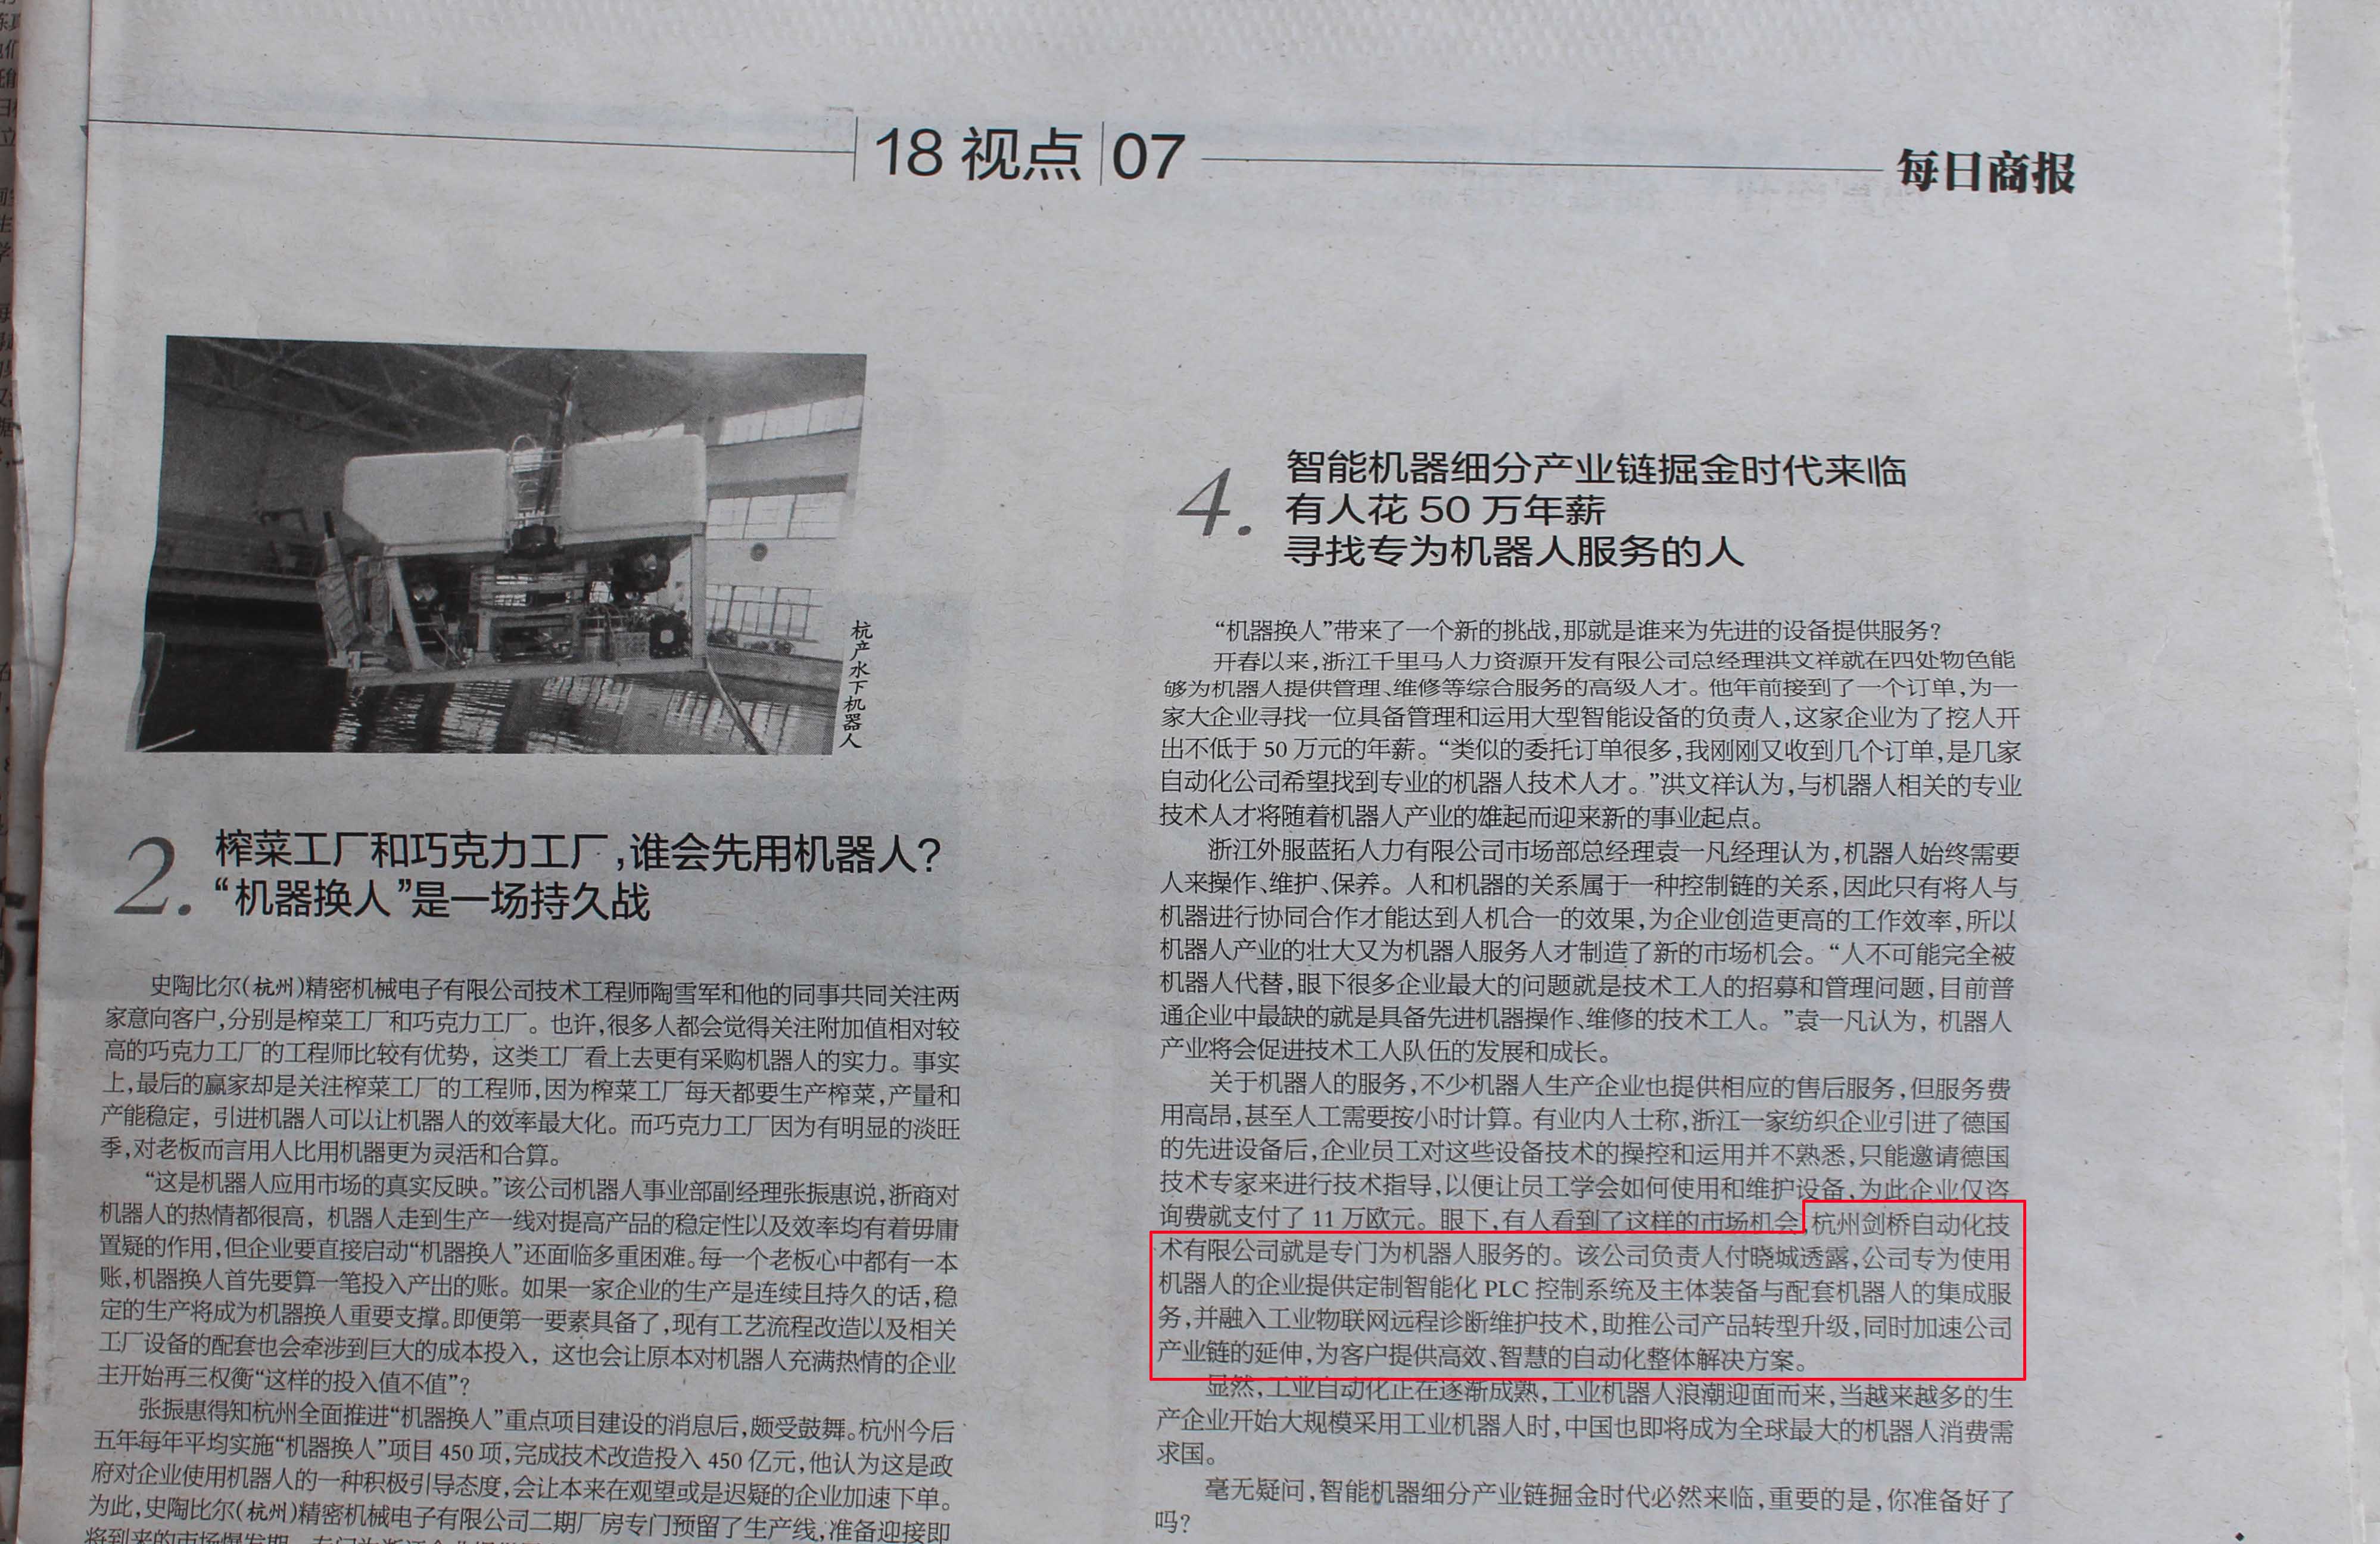 18 视点 07
每日商报
杭产水下机器人
2. 榨菜工厂和巧克力工厂,谁会先用机器人?
“机器换人”是一场持久战
史陶比尔(杭州)精密机械电子有限公司技术工程师陶雪军和他的同事共同关注两
家意向客户,分别是榨菜工厂和巧克力工厂。也许,很多人都会觉得关注附加值相对较
高的巧克力工厂的工程师比较有优势，这类工厂看上去更有采购机器人的实力。事实
上,最后的赢家却是关注榨菜工厂的工程师,因为榨菜工厂每天都要生产榨菜,产量和
产能稳定，引进机器人可以让机器人的效率最大化。而巧克力工厂因为有明显的淡旺
季,对老板而言用人比用机器更为灵活和合算。
“这是机器人应用市场的真实反映。”该公司机器人事业部副经理张振惠说,浙商对
机器人的热情都很高，机器人走到生产一线对提高产品的稳定性以及效率均有着毋庸
置疑的作用,但企业要直接启动“机器换人”还面临多重困难。每一个老板心中都有一本
账,机器换人首先要算一笔投入产出的账。如果一家企业的生产是连续且持久的话,稳
定的生产将成为机器换人重要支撑。即便第一要素具备了,现有工艺流程改造以及相关
工厂设备的配套也会牵涉到巨大的成本投入，这也会让原本对机器人充满热情的企业
主开始再三权衡“这样的投入值不值”?
张振惠得知杭州全面推进“机器换人”重点项目建设的消息后,颇受鼓舞。杭州今后
五年每年平均实施“机器换人”项目 450 项,完成技术改造投入 450 亿元,他认为这是政
府对企业使用机器人的一种积极引导态度,会让本来在观望或是迟疑的企业加速下单。
为此,史陶比尔(杭州)精密机械电子有限公司二期厂房专门预留了生产线,准备迎接即
将到来的市场爆发期。
4. 智能机器细分产业链掘金时代来临
有人花 50 万年薪
寻找专为机器人服务的人
“机器换人”带来了一个新的挑战,那就是谁来为先进的设备提供服务?
开春以来,浙江千里马人力资源开发有限公司总经理洪文祥就在四处物色能
够为机器人提供管理、维修等综合服务的高级人才。他年前接到了一个订单,为一
家大企业寻找一位具备管理和运用大型智能设备的负责人,这家企业为了挖人开
出不低于 50 万元的年薪。“类似的委托订单很多,我刚刚又收到几个订单,是几家
自动化公司希望找到专业的机器人技术人才。”洪文祥认为,与机器人相关的专业
技术人才将随着机器人产业的雄起而迎来新的事业起点。
浙江外服蓝拓人力有限公司市场部总经理袁一凡经理认为,机器人始终需要
人来操作、维护、保养。人和机器的关系属于一种控制链的关系,因此只有将人与
机器进行协同合作才能达到人机合一的效果,为企业创造更高的工作效率,所以
机器人产业的壮大又为机器人服务人才制造了新的市场机会。“人不可能完全被
机器人代替,眼下很多企业最大的问题就是技术工人的招募和管理问题,目前普
通企业中最缺的就是具备先进机器操作、维修的技术工人。”袁一凡认为，机器人
产业将会促进技术工人队伍的发展和成长。
关于机器人的服务,不少机器人生产企业也提供相应的售后服务,但服务费
用高昂,甚至人工需要按小时计算。有业内人士称,浙江一家纺织企业引进了德国
的先进设备后,企业员工对这些设备技术的操控和运用并不熟悉,只能邀请德国
技术专家来进行技术指导,以便让员工学会如何使用和维护设备,为此企业仅咨
询费就支付了 11 万欧元。眼下,有人看到了这样的市场机会,杭州剑桥自动化技
术有限公司就是专门为机器人服务的。该公司负责人付晓城透露,公司专为使用
机器人的企业提供定制智能化 PLC 控制系统及主体装备与配套机器人的集成服
务,并融入工业物联网远程诊断维护技术,助推公司产品转型升级,同时加速公司
产业链的延伸,为客户提供高效、智慧的自动化整体解决方案。
显然,工业自动化正在逐渐成熟,工业机器人浪潮迎面而来,当越来越多的生
产企业开始大规模采用工业机器人时,中国也即将成为全球最大的机器人消费需
求国。
毫无疑问,智能机器细分产业链掘金时代必然来临,重要的是,你准备好了
吗?